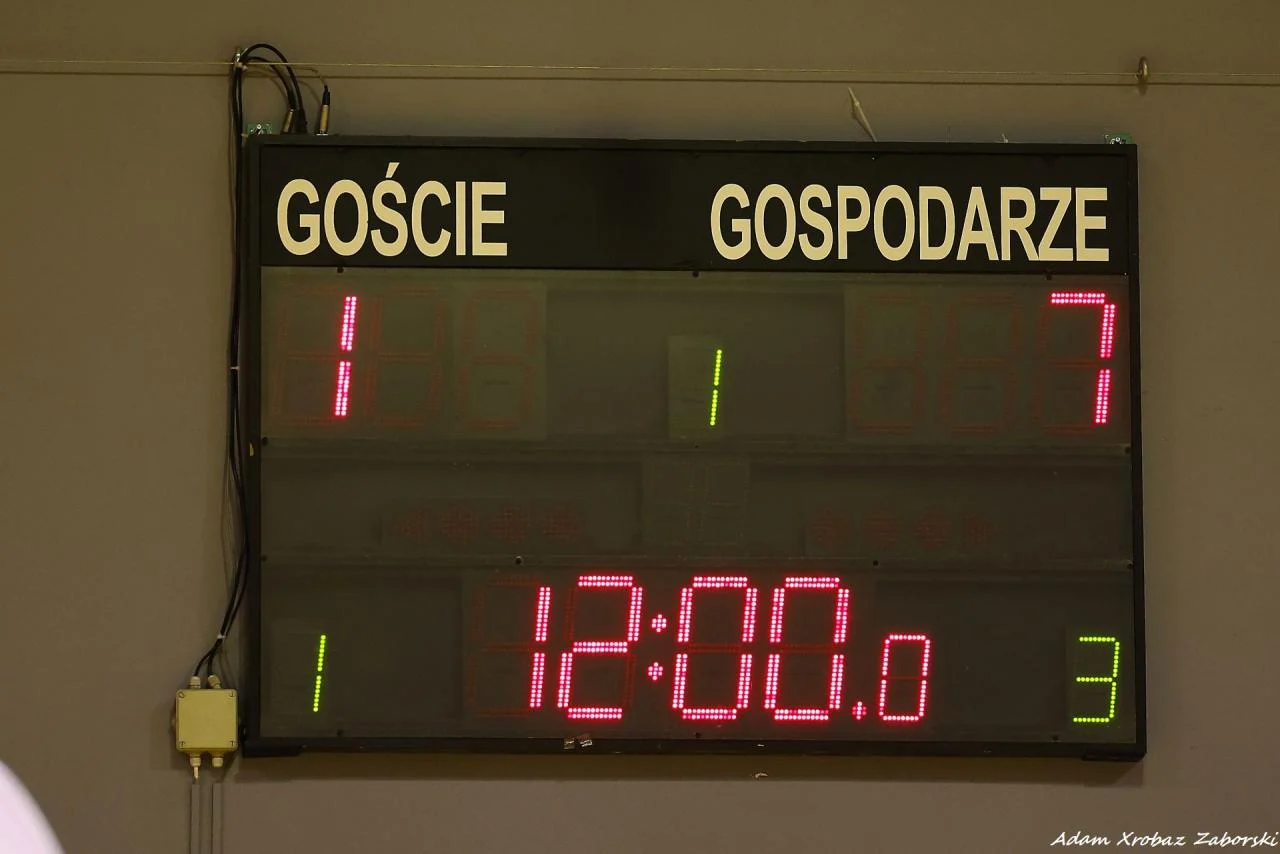 GOŚCIE GOSPODARZE
1 1 7
1 12:00.0 3
Adam Xrobaz Zaborski